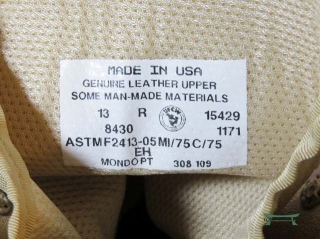 MADE IN USA
GENUINE LEATHER UPPER
SOME MAN-MADE MATERIALS
13 R 15429
8430 1171
ASTMF2413-05MI/75C/75
EH
MONDOPT 308 109